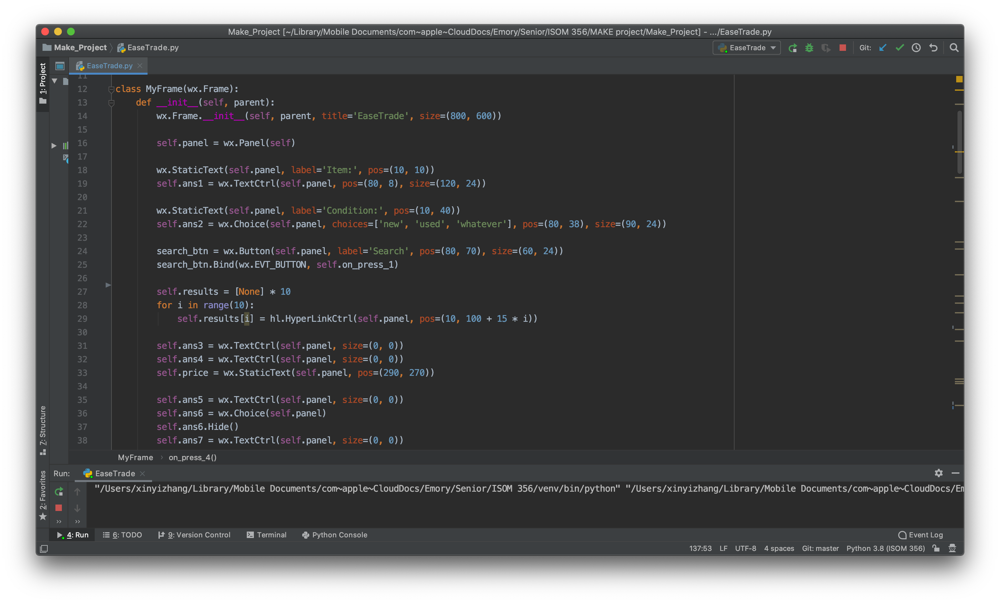 Make_Project [~/Library/Mobile Documents/com~apple~CloudDocs/Emory/Senior/ISOM 356/MAKE project/Make_Project] - .../EaseTrade.py
Make_Project EaseTrade.py EaseTrade Git:
1: Project
EaseTrade.py
11
12 class MyFrame(wx.Frame):
13     def __init__(self, parent):
14         wx.Frame.__init__(self, parent, title='EaseTrade', size=(800, 600))
15
16         self.panel = wx.Panel(self)
17
18         wx.StaticText(self.panel, label='Item:', pos=(10, 10))
19         self.ans1 = wx.TextCtrl(self.panel, pos=(80, 8), size=(120, 24))
20
21         wx.StaticText(self.panel, label='Condition:', pos=(10, 40))
22         self.ans2 = wx.Choice(self.panel, choices=['new', 'used', 'whatever'], pos=(80, 38), size=(90, 24))
23
24         search_btn = wx.Button(self.panel, label='Search', pos=(80, 70), size=(60, 24))
25         search_btn.Bind(wx.EVT_BUTTON, self.on_press_1)
26
27         self.results = [None] * 10
28         for i in range(10):
29             self.results[i] = hl.HyperLinkCtrl(self.panel, pos=(10, 100 + 15 * i))
30
31         self.ans3 = wx.TextCtrl(self.panel, size=(0, 0))
32         self.ans4 = wx.TextCtrl(self.panel, size=(0, 0))
33         self.price = wx.StaticText(self.panel, pos=(290, 270))
34
35         self.ans5 = wx.TextCtrl(self.panel, size=(0, 0))
36         self.ans6 = wx.Choice(self.panel)
37         self.ans6.Hide()
38         self.ans7 = wx.TextCtrl(self.panel, size=(0, 0))
Z: Structure
MyFrame › on_press_4()
2: Favorites
Run: EaseTrade
"/Users/xinyizhang/Library/Mobile Documents/com~apple~CloudDocs/Emory/Senior/ISOM 356/venv/bin/python" "/Users/xinyizhang/Library/Mobile Documents/com~apple~CloudDocs/Em
4: Run 6: TODO 9: Version Control Terminal Python Console Event Log
137:53 LF UTF-8 4 spaces Git: master Python 3.8 (ISOM 356)